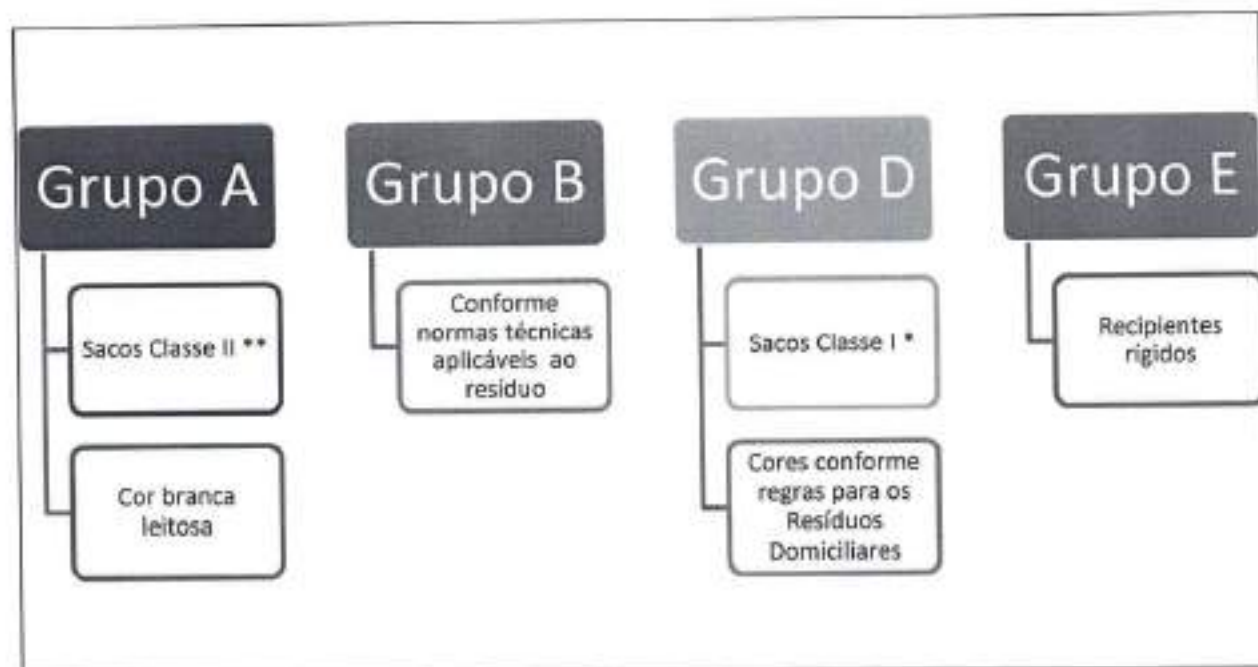 Grupo A
Sacos Classe II **
Cor branca
leitosa
Grupo B
Conforme
normas técnicas
aplicáveis ao
resíduo
Grupo D
Sacos Classe I *
Cores conforme
regras para os
Resíduos
Domiciliares
Grupo E
Recipientes
rígidos